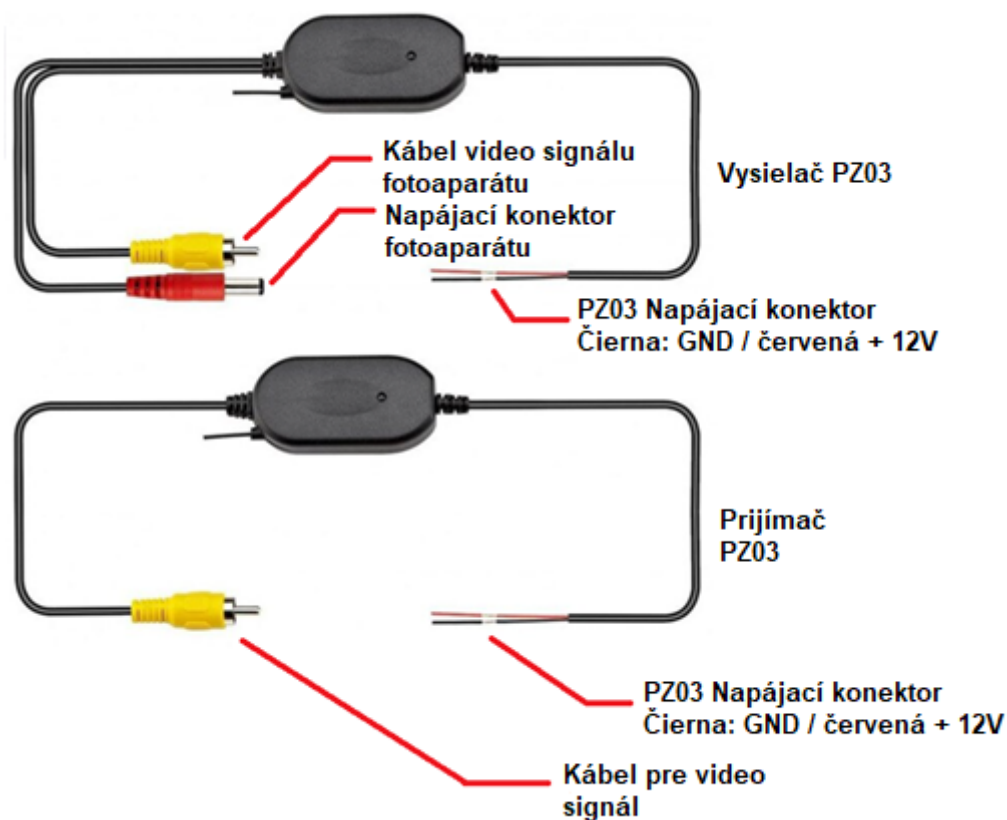 Kábel video signálu
fotoaparátu
Napájací konektor
fotoaparátu
Vysielač PZ03
PZ03 Napájací konektor
Čierna: GND / červená + 12V
Prijímač
PZ03
PZ03 Napájací konektor
Čierna: GND / červená + 12V
Kábel pre video
signál